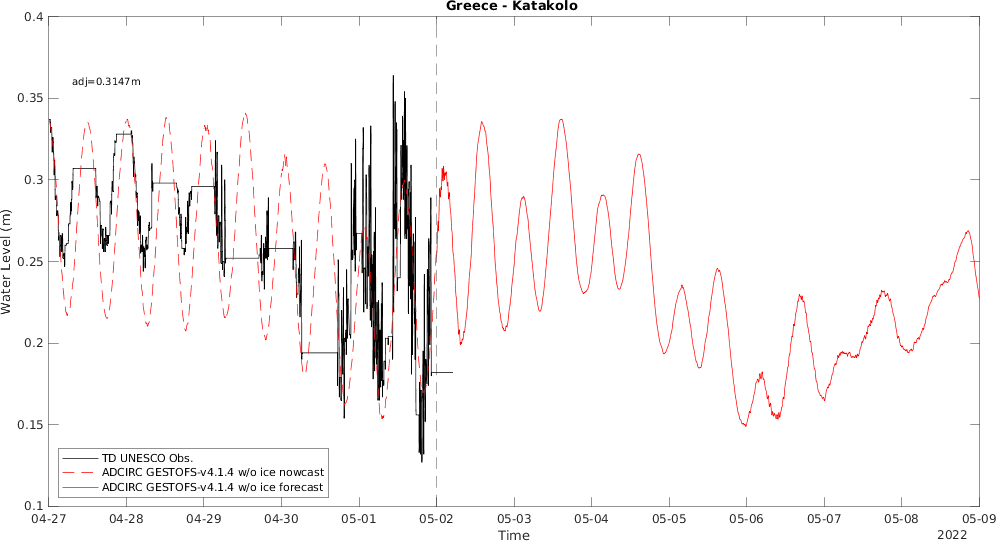 Greece - Katakolo
0.4
0.35
0.3
0.25
0.2
0.15
0.1
Water Level (m)
adj=0.3147m
TD UNESCO Obs.
ADCIRC GESTOFS-v4.1.4 w/o ice nowcast
ADCIRC GESTOFS-v4.1.4 w/o ice forecast
04-27 04-28 04-29 04-30 05-01 05-02 05-03 05-04 05-05 05-06 05-07 05-08 05-09
Time
2022